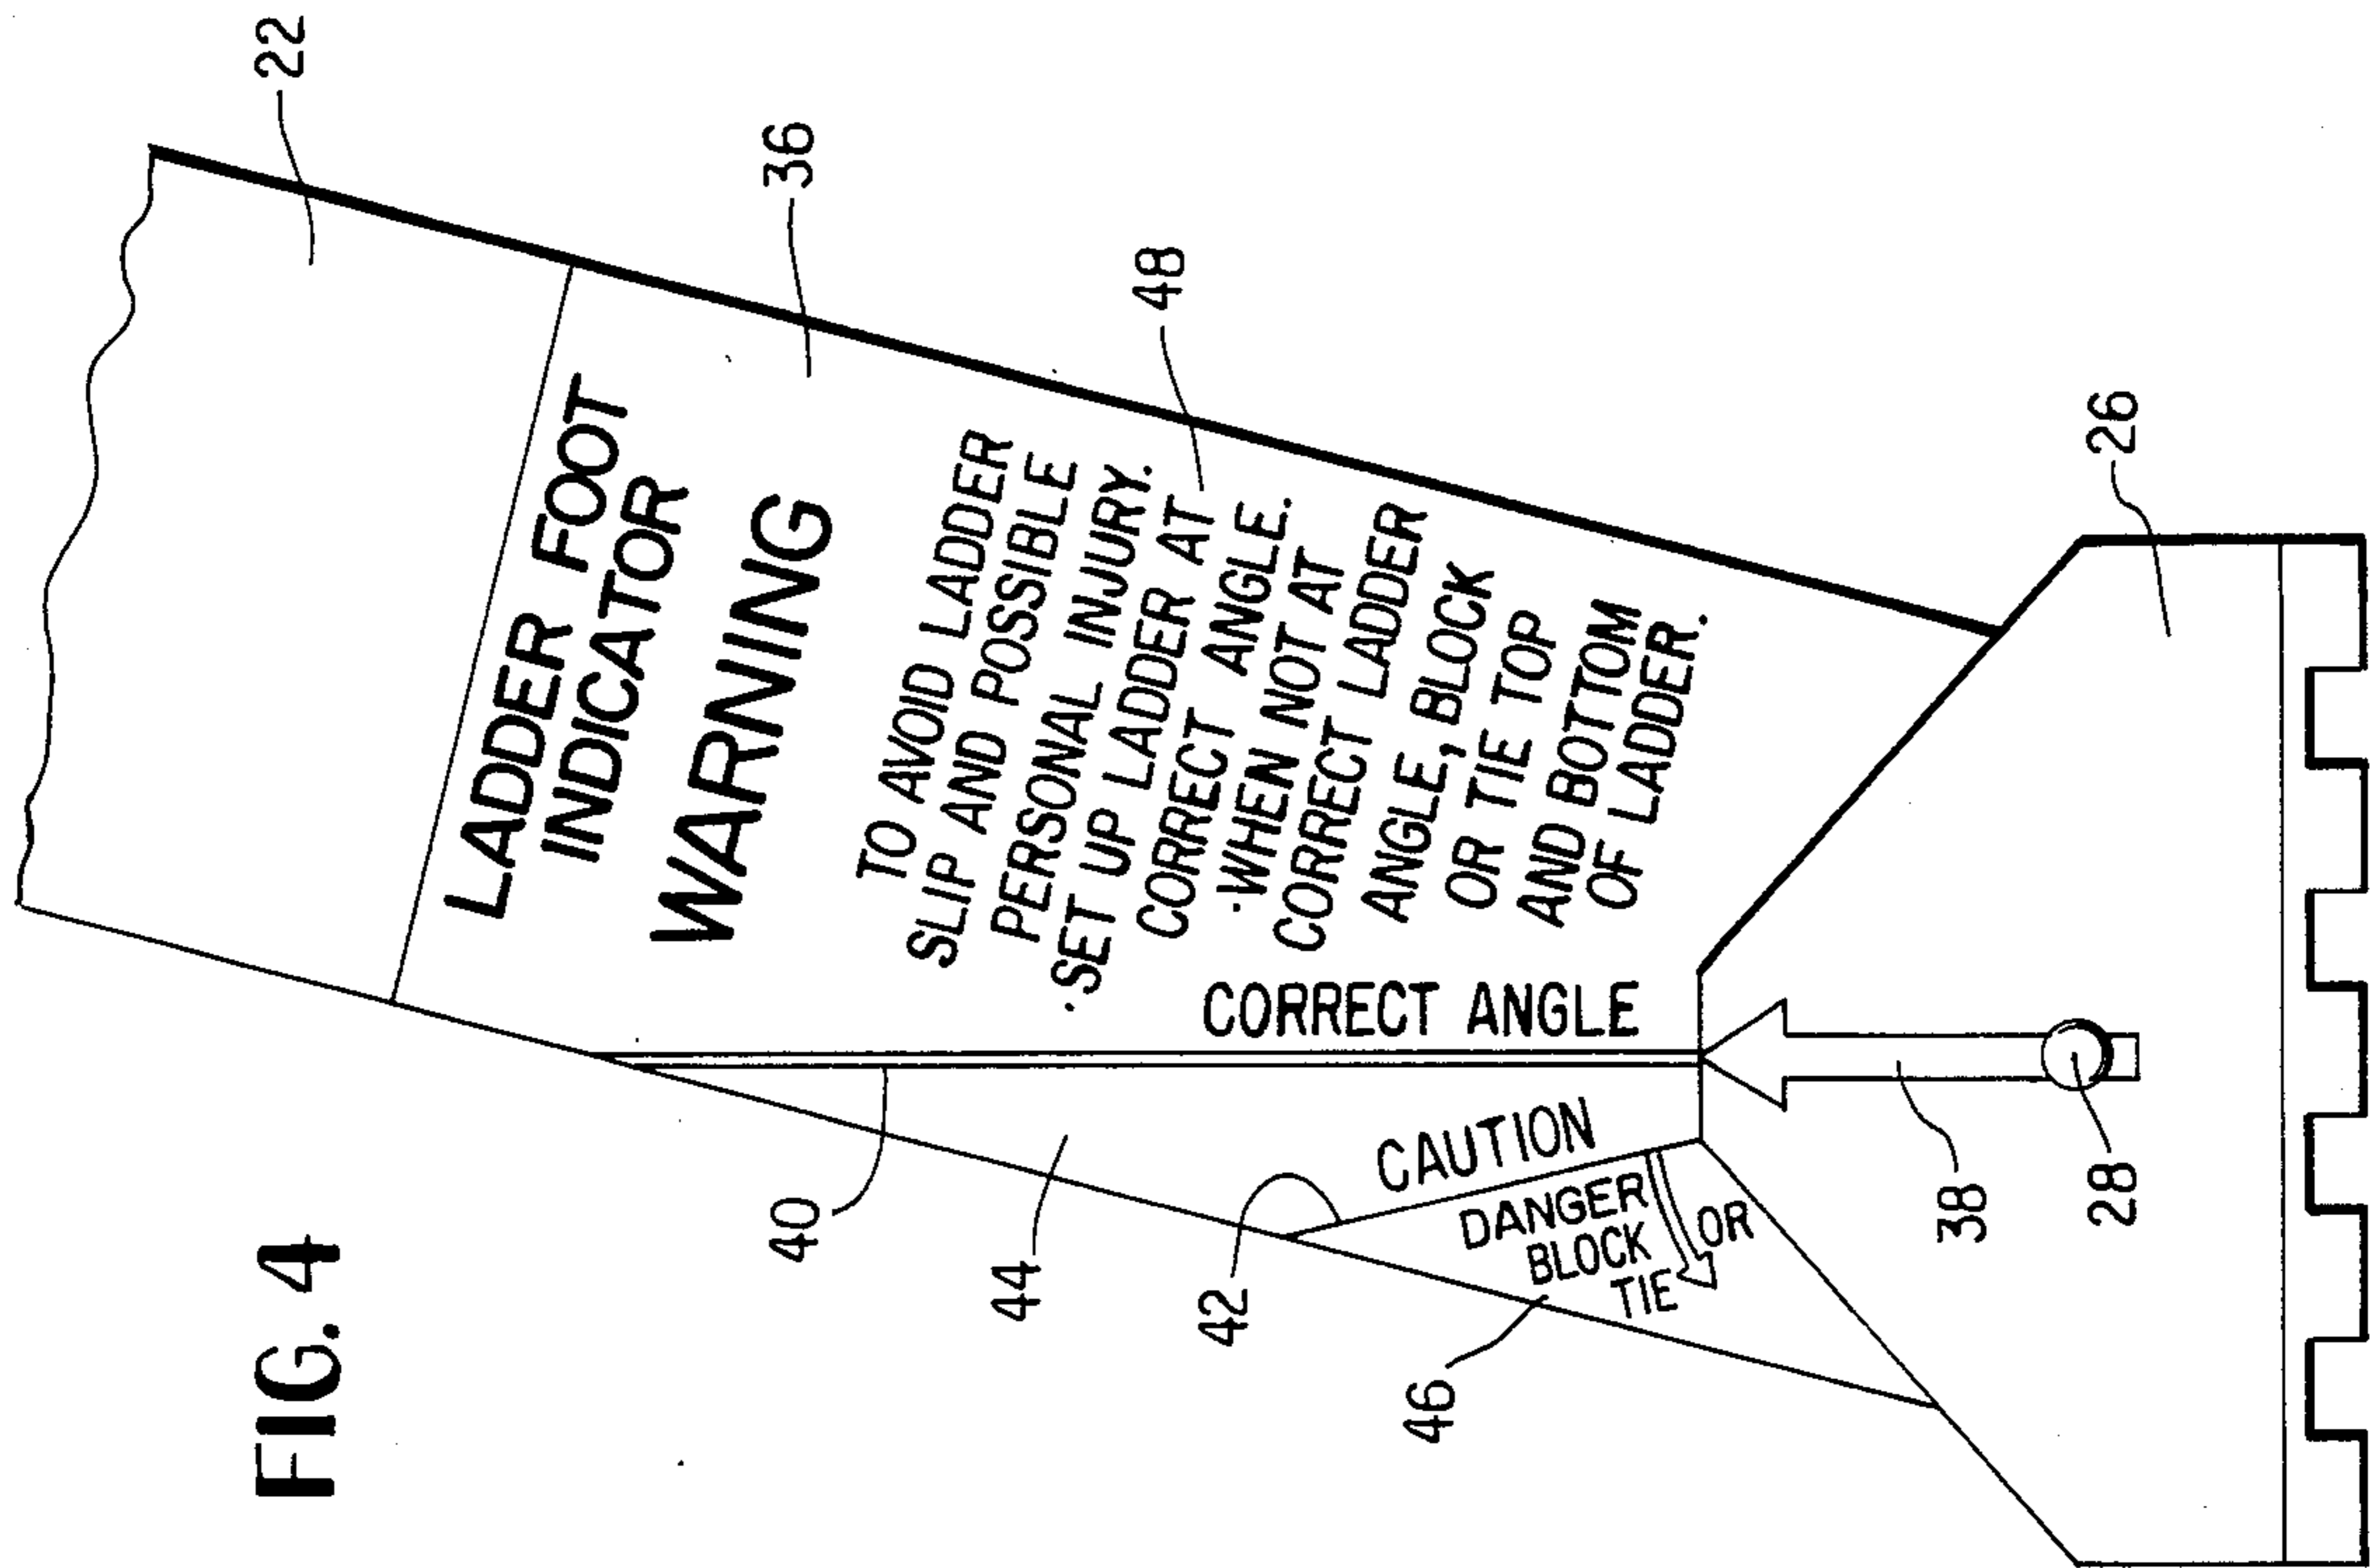 FIG. 4
22
LADDER FOOT
INDICATOR
WARNING
36
TO AVOID LADDER
SLIP AND POSSIBLE
PERSONAL INJURY.
·SET UP LADDER AT
CORRECT ANGLE.
·WHEN NOT AT
CORRECT LADDER
ANGLE, BLOCK
OR TIE TOP
AND BOTTOM
OF LADDER.
48
CORRECT ANGLE
40
44
CAUTION
42
DANGER
BLOCK OR
TIE
46
26
38
28